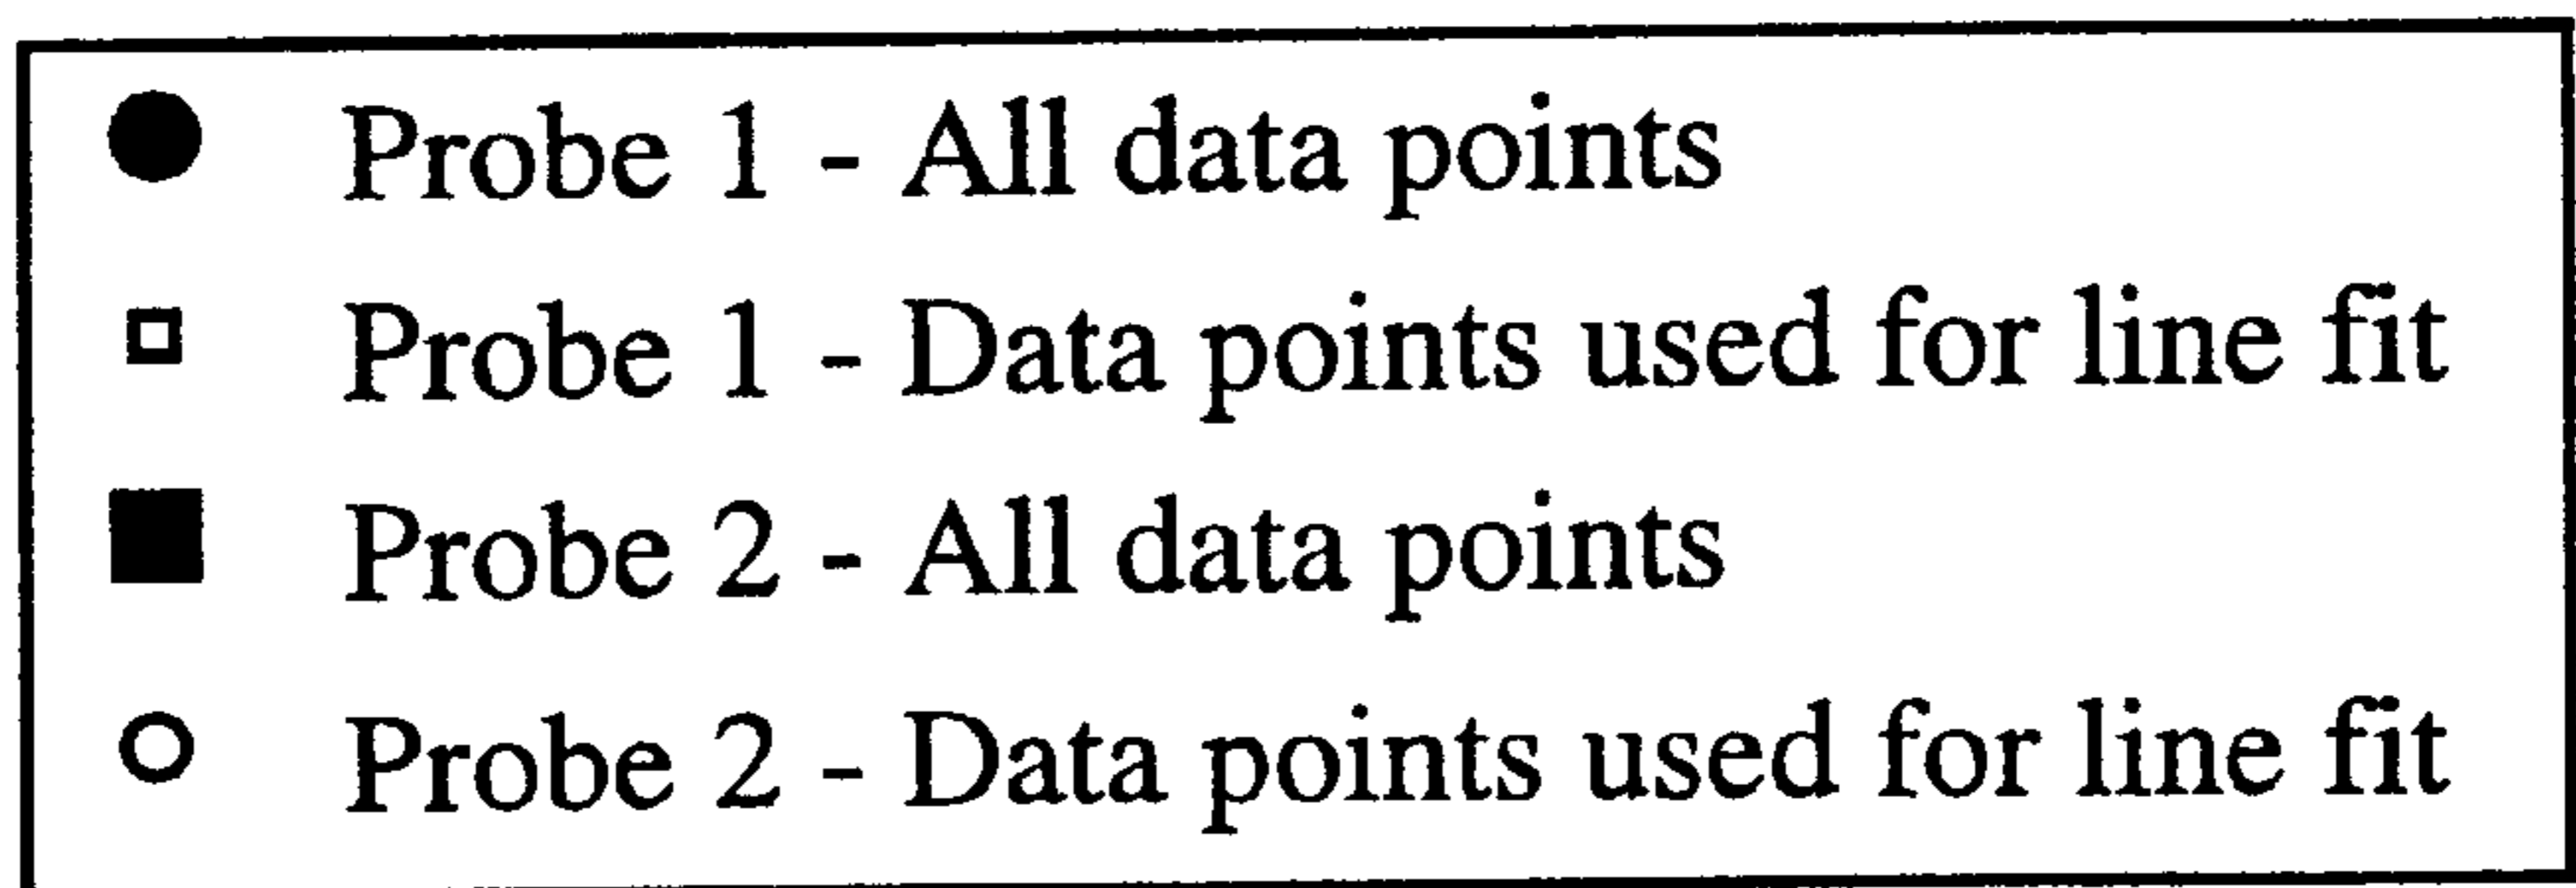 Probe 1 - All data points
Probe 1 - Data points used for line fit
Probe 2 - All data points
Probe 2 - Data points used for line fit